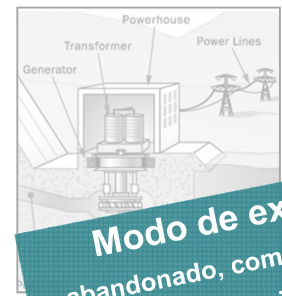 Powerhouse
Transformer
Power Lines
Generator
Modo de ex
abandonado, com